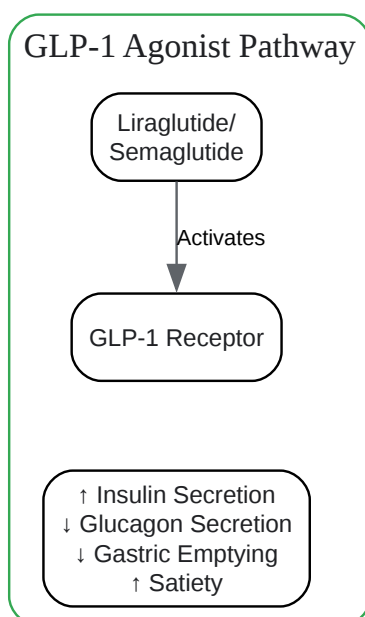 GLP-1 Agonist Pathway
Liraglutide/
Semaglutide
Activates
GLP-1 Receptor
↑ Insulin Secretion
↓ Glucagon Secretion
↓ Gastric Emptying
↑ Satiety